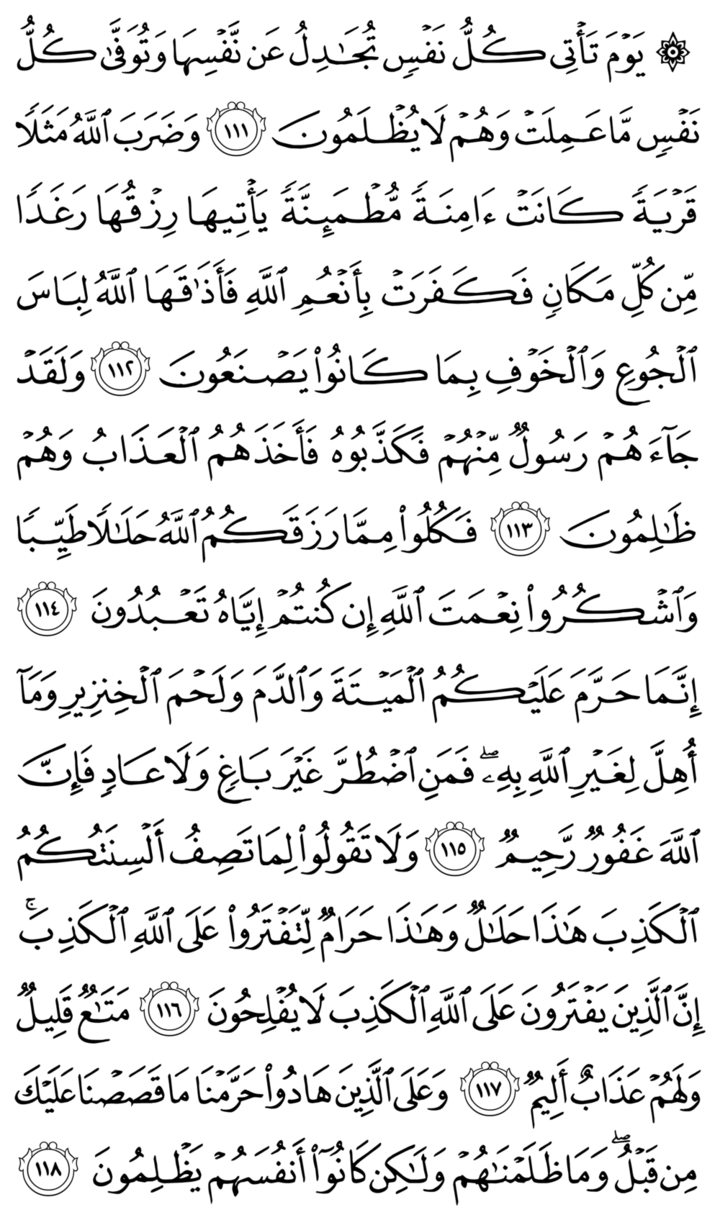 ۞ يَوْمَ تَأْتِى كُلُّ نَفْسٍ تُجَـٰدِلُ عَن نَّفْسِهَا وَتُوَفَّىٰ كُلُّ
نَفْسٍ مَّا عَمِلَتْ وَهُمْ لَا يُظْلَمُونَ ١١١ وَضَرَبَ ٱللَّهُ مَثَلًا
قَرْيَةً كَانَتْ ءَامِنَةً مُّطْمَئِنَّةً يَأْتِيهَا رِزْقُهَا رَغَدًا
مِّن كُلِّ مَكَانٍ فَكَفَرَتْ بِأَنْعُمِ ٱللَّهِ فَأَذَٰقَهَا ٱللَّهُ لِبَاسَ
ٱلْجُوعِ وَٱلْخَوْفِ بِمَا كَانُوا۟ يَصْنَعُونَ ١١٢ وَلَقَدْ
جَآءَهُمْ رَسُولٌ مِّنْهُمْ فَكَذَّبُوهُ فَأَخَذَهُمُ ٱلْعَذَابُ وَهُمْ
ظَـٰلِمُونَ ١١٣ فَكُلُوا۟ مِمَّا رَزَقَكُمُ ٱللَّهُ حَلَـٰلًا طَيِّبًا
وَٱشْكُرُوا۟ نِعْمَتَ ٱللَّهِ إِن كُنتُمْ إِيَّاهُ تَعْبُدُونَ ١١٤
إِنَّمَا حَرَّمَ عَلَيْكُمُ ٱلْمَيْتَةَ وَٱلدَّمَ وَلَحْمَ ٱلْخِنزِيرِ وَمَآ
أُهِلَّ لِغَيْرِ ٱللَّهِ بِهِۦ ۖ فَمَنِ ٱضْطُرَّ غَيْرَ بَاغٍ وَلَا عَادٍ فَإِنَّ
ٱللَّهَ غَفُورٌ رَّحِيمٌ ١١٥ وَلَا تَقُولُوا۟ لِمَا تَصِفُ أَلْسِنَتُكُمُ
ٱلْكَذِبَ هَـٰذَا حَلَـٰلٌ وَهَـٰذَا حَرَامٌ لِّتَفْتَرُوا۟ عَلَى ٱللَّهِ ٱلْكَذِبَ ۚ
إِنَّ ٱلَّذِينَ يَفْتَرُونَ عَلَى ٱللَّهِ ٱلْكَذِبَ لَا يُفْلِحُونَ ١١٦ مَتَـٰعٌ قَلِيلٌ
وَلَهُمْ عَذَابٌ أَلِيمٌ ١١٧ وَعَلَى ٱلَّذِينَ هَادُوا۟ حَرَّمْنَا مَا قَصَصْنَا عَلَيْكَ
مِن قَبْلُ ۖ وَمَا ظَلَمْنَـٰهُمْ وَلَـٰكِن كَانُوٓا۟ أَنفُسَهُمْ يَظْلِمُونَ ١١٨